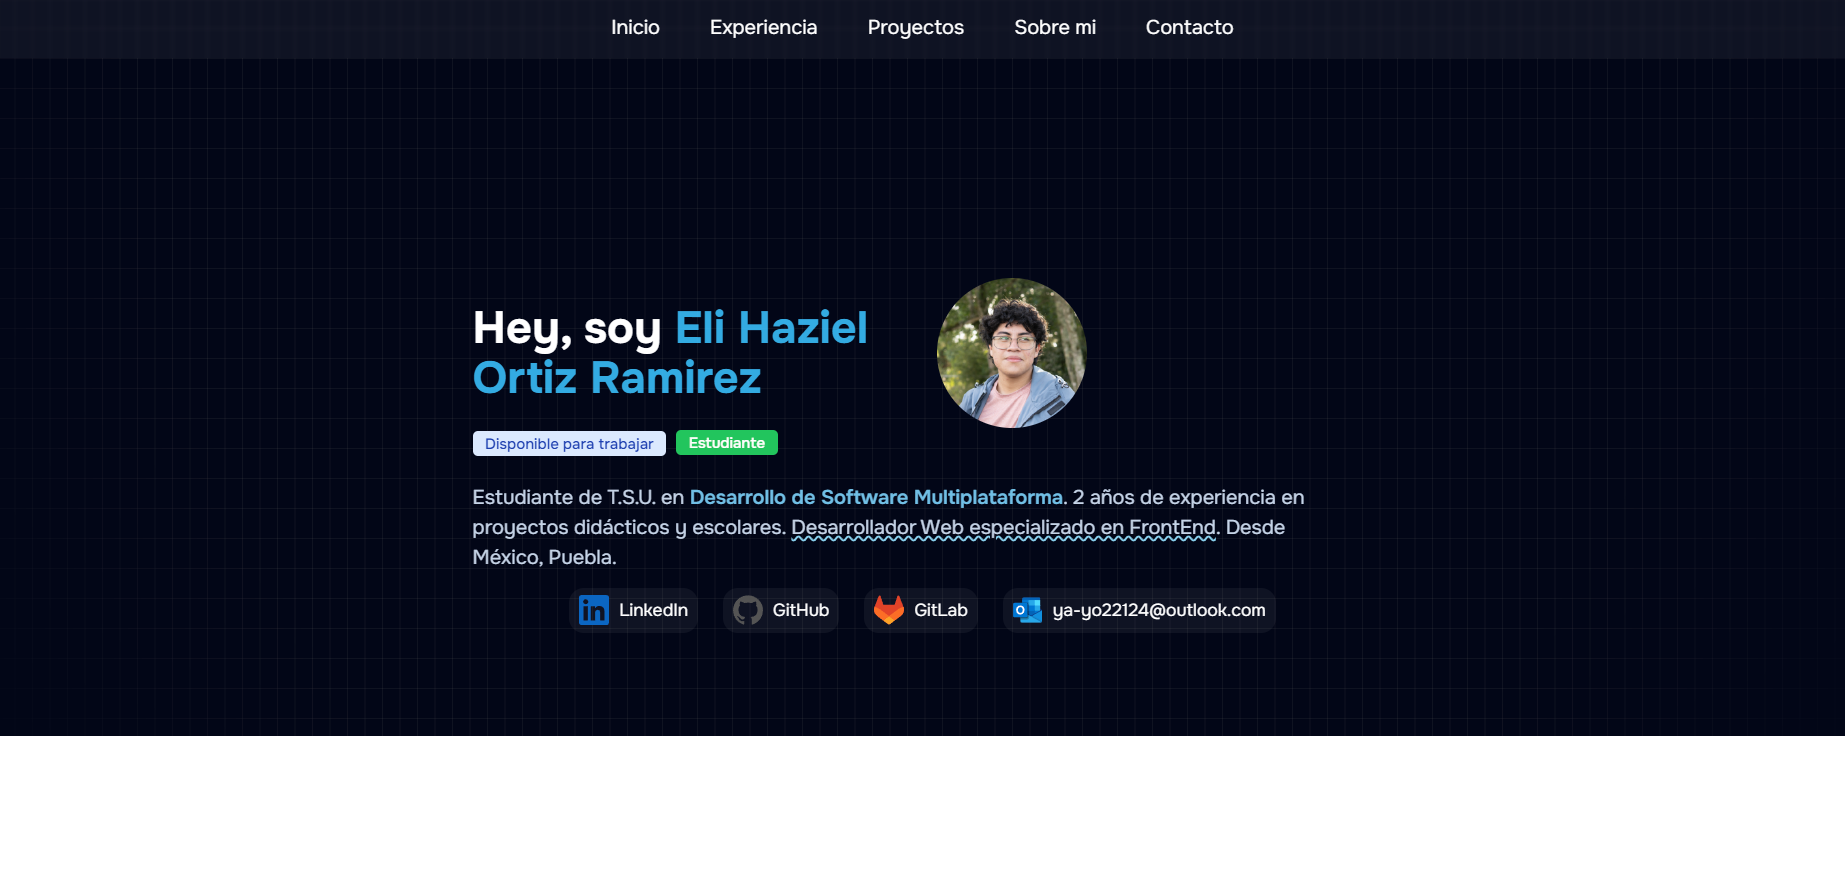 Inicio Experiencia Proyectos Sobre mi Contacto
Hey, soy Eli Haziel
Ortiz Ramirez
Disponible para trabajar Estudiante
Estudiante de T.S.U. en Desarrollo de Software Multiplataforma. 2 años de experiencia en
proyectos didácticos y escolares. Desarrollador Web especializado en FrontEnd. Desde
México, Puebla.
LinkedIn GitHub GitLab ya-yo22124@outlook.com